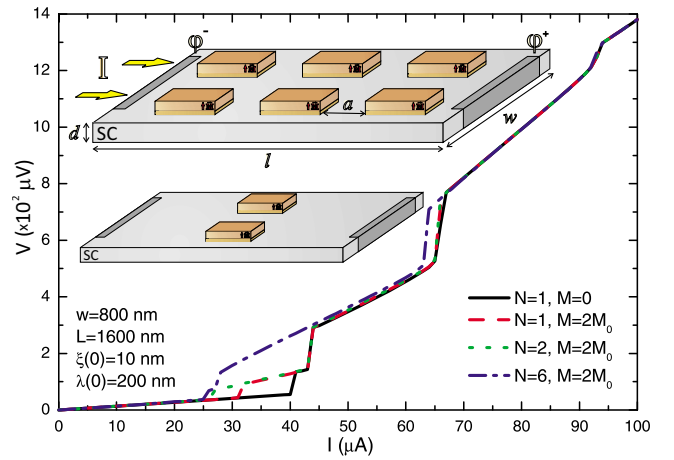 14
12
10
8
6
4
2
0
V (x10² μV)
φ⁻
φ⁺
I
a
d
SC
w
l
SC
w=800 nm
L=1600 nm
ξ(0)=10 nm
λ(0)=200 nm
N=1, M=0
N=1, M=2M₀
N=2, M=2M₀
N=6, M=2M₀
0 10 20 30 40 50 60 70 80 90 100
I (μA)